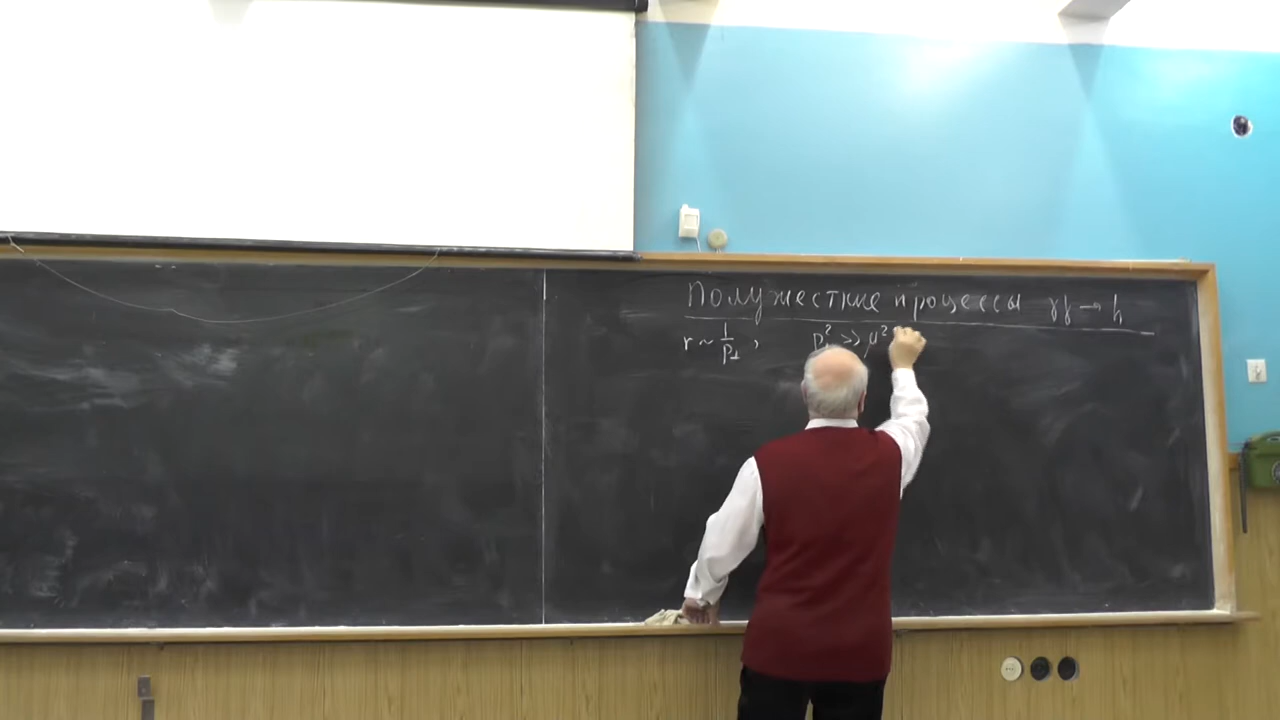 Полужесткие процессы γγ → h
r ~ 1/p⊥, p⊥² >> μ²